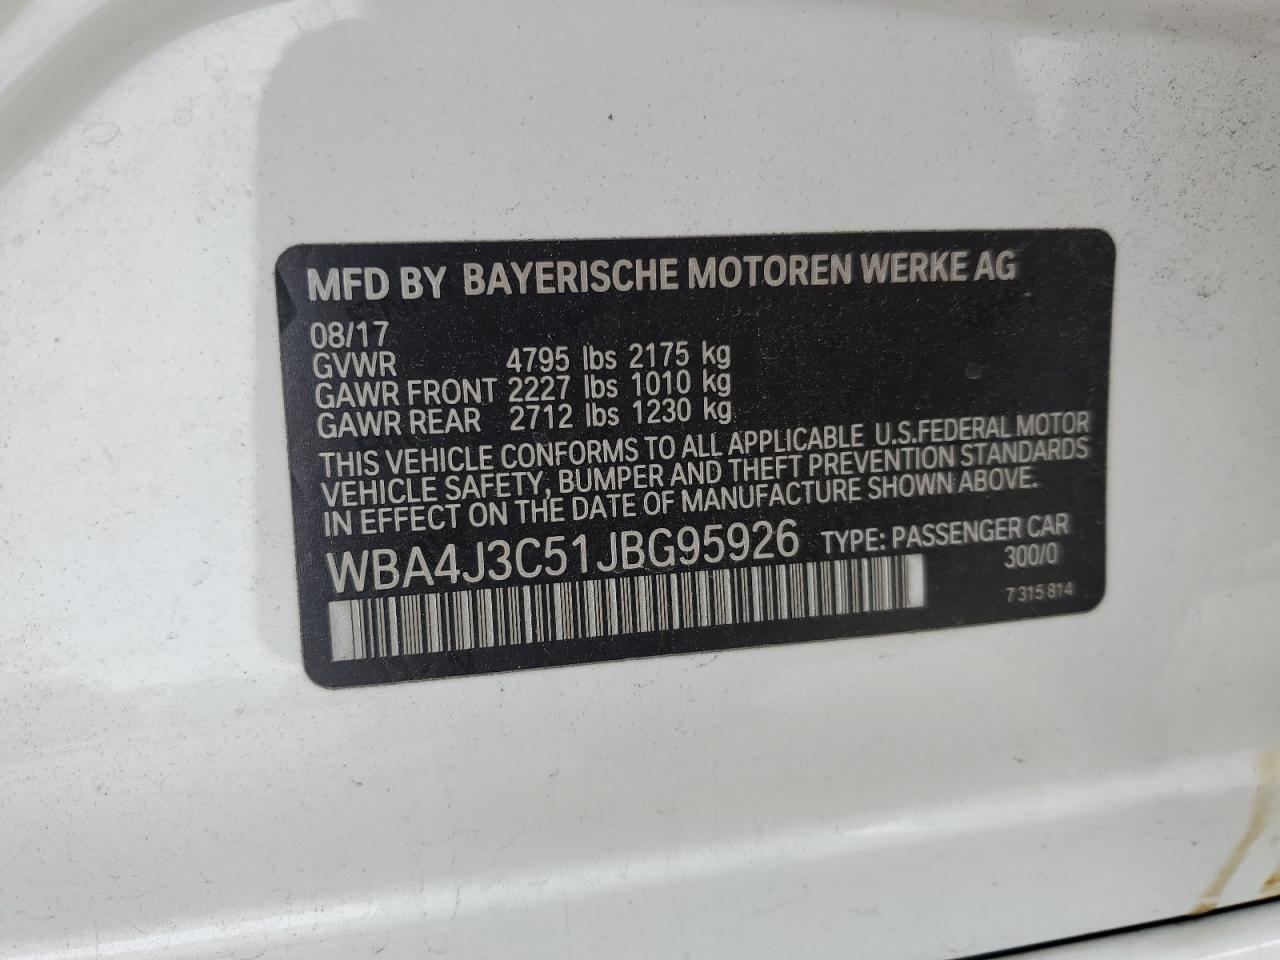 MFD BY BAYERISCHE MOTOREN WERKE AG
08/17
GVWR 4795 lbs 2175 kg
GAWR FRONT 2227 lbs 1010 kg
GAWR REAR 2712 lbs 1230 kg
THIS VEHICLE CONFORMS TO ALL APPLICABLE U.S.FEDERAL MOTOR
VEHICLE SAFETY, BUMPER AND THEFT PREVENTION STANDARDS
IN EFFECT ON THE DATE OF MANUFACTURE SHOWN ABOVE.
WBA4J3C51JBG95926 TYPE: PASSENGER CAR
300/0
7 315 814